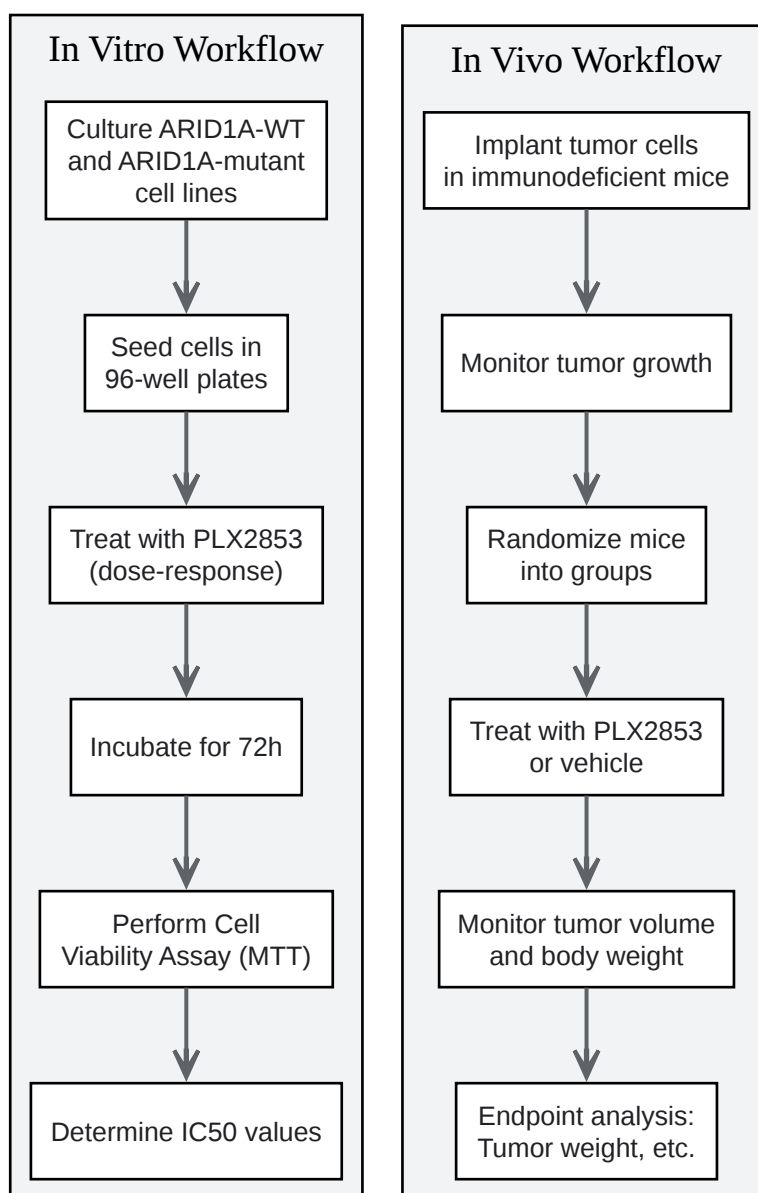 In Vitro Workflow
Culture ARID1A-WT
and ARID1A-mutant
cell lines
Seed cells in
96-well plates
Treat with PLX2853
(dose-response)
Incubate for 72h
Perform Cell
Viability Assay (MTT)
Determine IC50 values
In Vivo Workflow
Implant tumor cells
in immunodeficient mice
Monitor tumor growth
Randomize mice
into groups
Treat with PLX2853
or vehicle
Monitor tumor volume
and body weight
Endpoint analysis:
Tumor weight, etc.